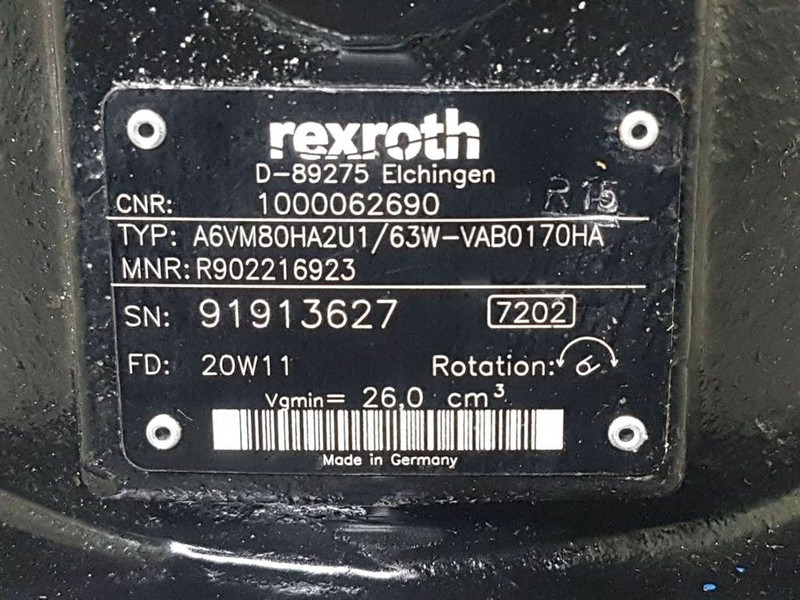 rexroth
D-89275 Elchingen
CNR: 1000062690 R15
TYP: A6VM80HA2U1/63W-VAB0170HA
MNR: R902216923
SN: 91913627 7202
FD: 20W11 Rotation:
Vgmin= 26,0 cm³
Made in Germany